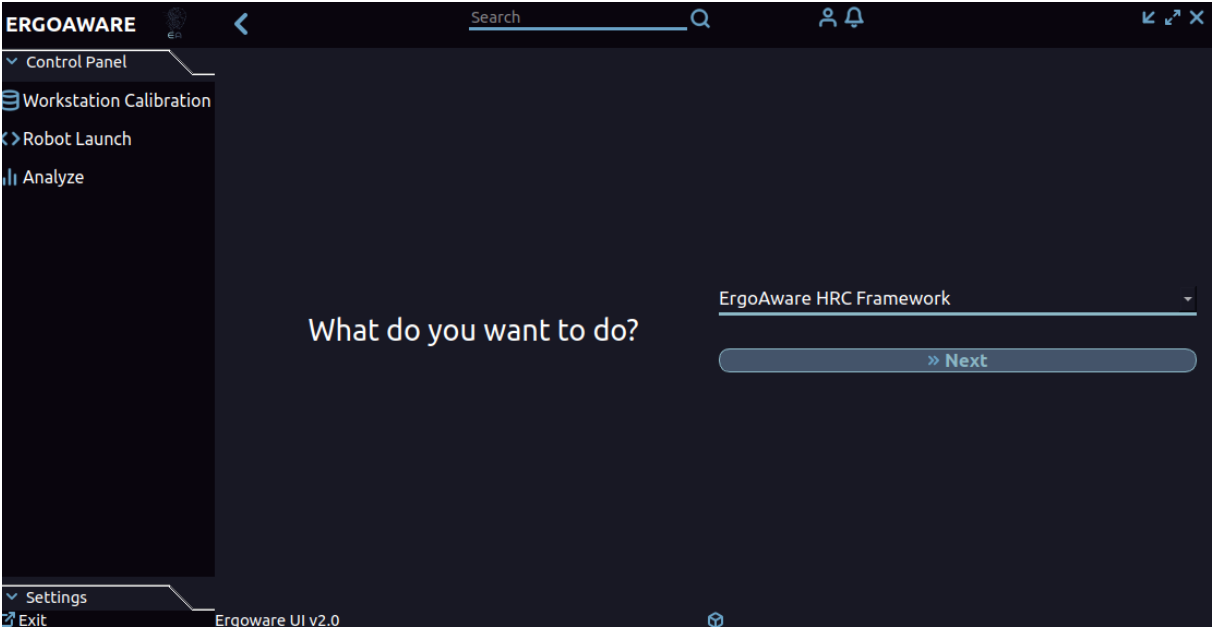 ERGOAWARE
Search
Control Panel
Workstation Calibration
Robot Launch
Analyze
What do you want to do?
ErgoAware HRC Framework
» Next
Settings
Exit
Ergoware UI v2.0